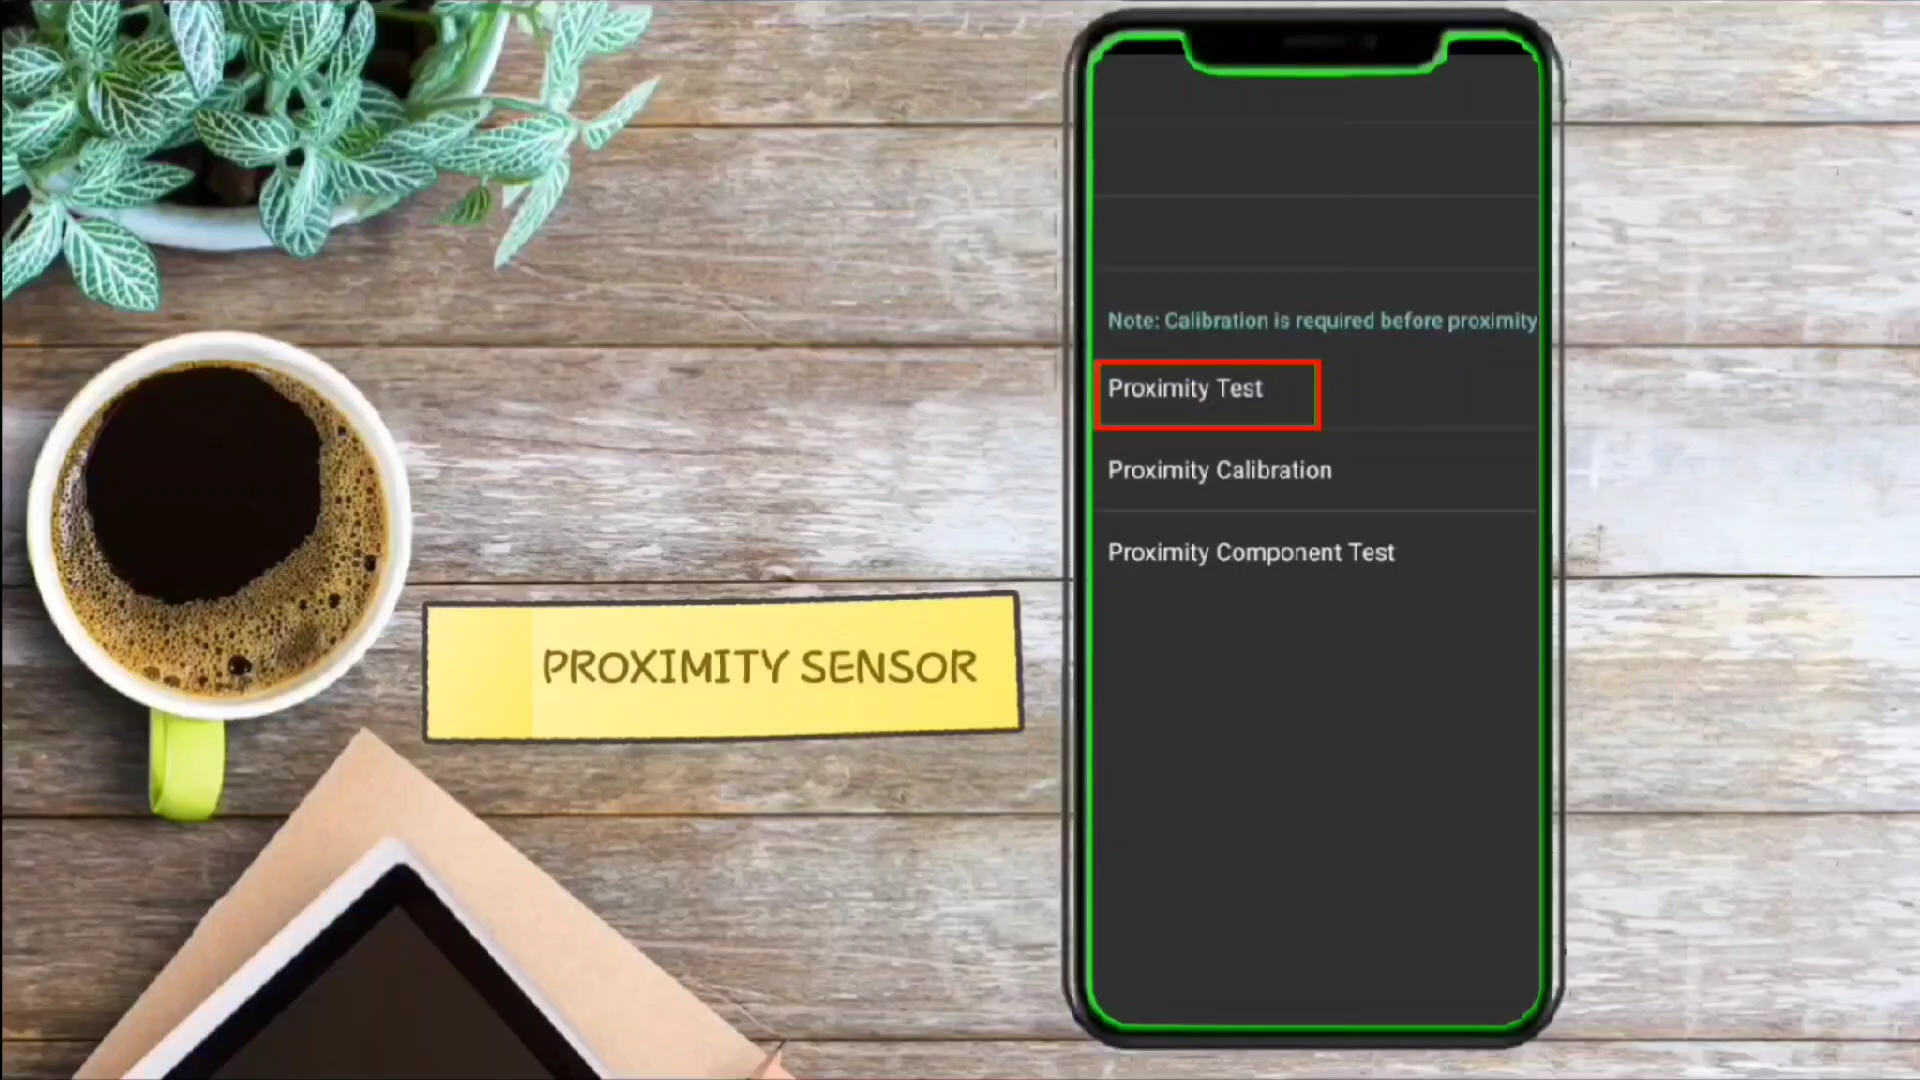 Note: Calibration is required before proximity
Proximity Test
Proximity Calibration
Proximity Component Test
PROXIMITY SENSOR